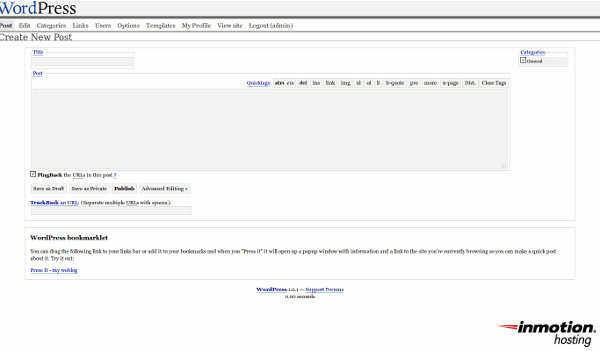 WordPress
Post Edit Categories Links Users Options Templates My Profile View site Logout (admin)
Create New Post
Title
Categories
General
Post
Quicktags: str em del ins link img ul ol li b-quote pre more n-page Dict. Close Tags
PingBack the URLs in this post ?
Save as Draft Save as Private Publish Advanced Editing »
TrackBack an URL: (Separate multiple URLs with spaces.)
WordPress bookmarklet
You can drag the following link to your links bar or add it to your bookmarks and when you "Press it" it will open up a popup window with information and a link to the site you're currently browsing so you can make a quick post
about it. Try it out:
Press It - my weblog
WordPress 1.0.1 — Support Forums
0.00 seconds
inmotion
hosting